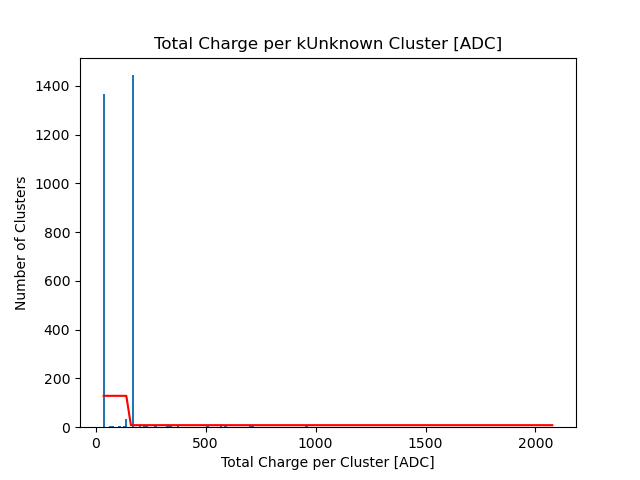 Total Charge per kUnknown Cluster [ADC]
1400
1200
1000
800
600
400
200
0
Number of Clusters
0 500 1000 1500 2000
Total Charge per Cluster [ADC]